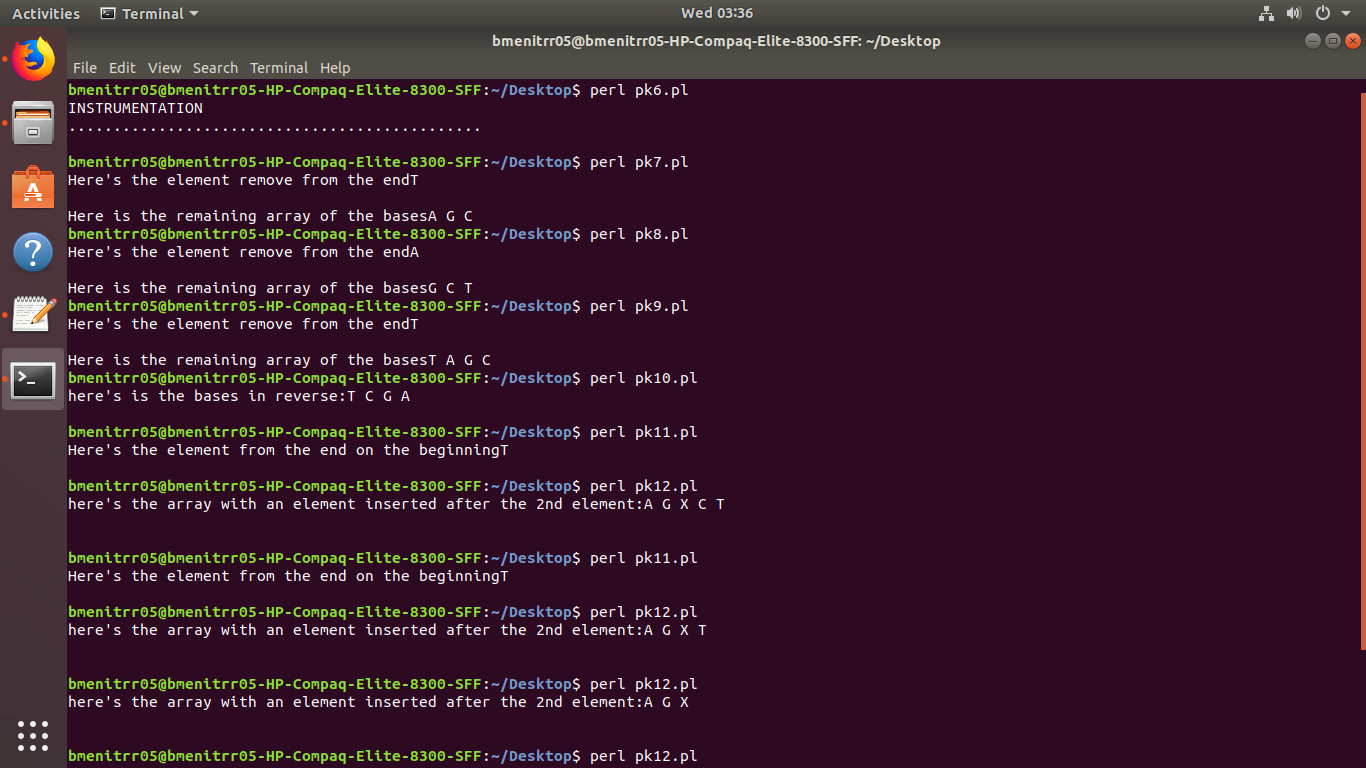 Activities Terminal Wed 03:36
bmenitrr05@bmenitrr05-HP-Compaq-Elite-8300-SFF: ~/Desktop
File Edit View Search Terminal Help
bmenitrr05@bmenitrr05-HP-Compaq-Elite-8300-SFF:~/Desktop$ perl pk6.pl
INSTRUMENTATION
..............................................
bmenitrr05@bmenitrr05-HP-Compaq-Elite-8300-SFF:~/Desktop$ perl pk7.pl
Here's the element remove from the endT
Here is the remaining array of the basesA G C
bmenitrr05@bmenitrr05-HP-Compaq-Elite-8300-SFF:~/Desktop$ perl pk8.pl
Here's the element remove from the endA
Here is the remaining array of the basesG C T
bmenitrr05@bmenitrr05-HP-Compaq-Elite-8300-SFF:~/Desktop$ perl pk9.pl
Here's the element remove from the endT
Here is the remaining array of the basesT A G C
bmenitrr05@bmenitrr05-HP-Compaq-Elite-8300-SFF:~/Desktop$ perl pk10.pl
here's is the bases in reverse:T C G A
bmenitrr05@bmenitrr05-HP-Compaq-Elite-8300-SFF:~/Desktop$ perl pk11.pl
Here's the element from the end on the beginningT
bmenitrr05@bmenitrr05-HP-Compaq-Elite-8300-SFF:~/Desktop$ perl pk12.pl
here's the array with an element inserted after the 2nd element:A G X C T
bmenitrr05@bmenitrr05-HP-Compaq-Elite-8300-SFF:~/Desktop$ perl pk11.pl
Here's the element from the end on the beginningT
bmenitrr05@bmenitrr05-HP-Compaq-Elite-8300-SFF:~/Desktop$ perl pk12.pl
here's the array with an element inserted after the 2nd element:A G X T
bmenitrr05@bmenitrr05-HP-Compaq-Elite-8300-SFF:~/Desktop$ perl pk12.pl
here's the array with an element inserted after the 2nd element:A G X
bmenitrr05@bmenitrr05-HP-Compaq-Elite-8300-SFF:~/Desktop$ perl pk12.pl